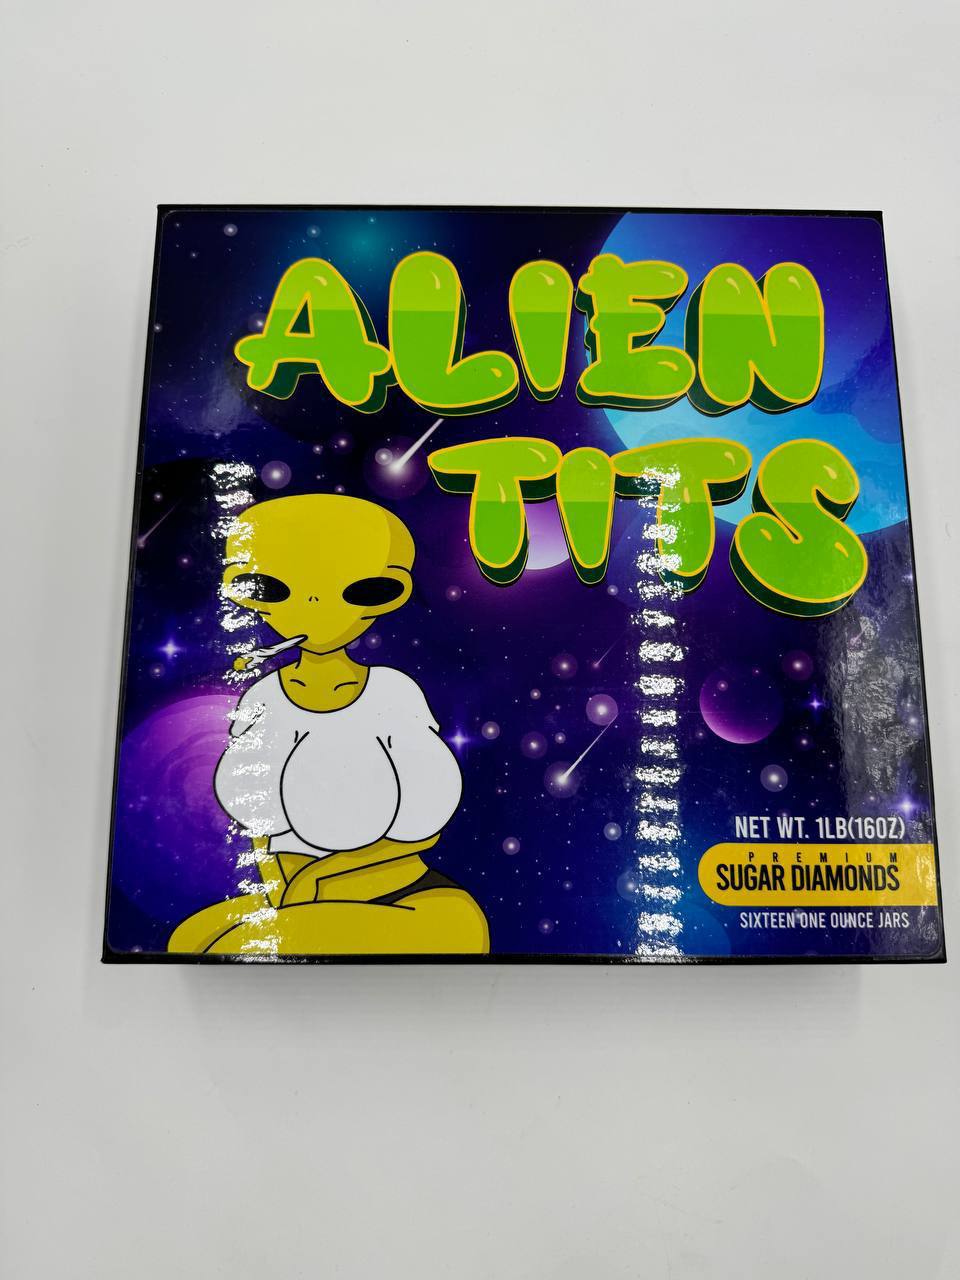 ALIEN
TITS
NET WT. 1LB(16OZ)
PREMIUM
SUGAR DIAMONDS
SIXTEEN ONE OUNCE JARS